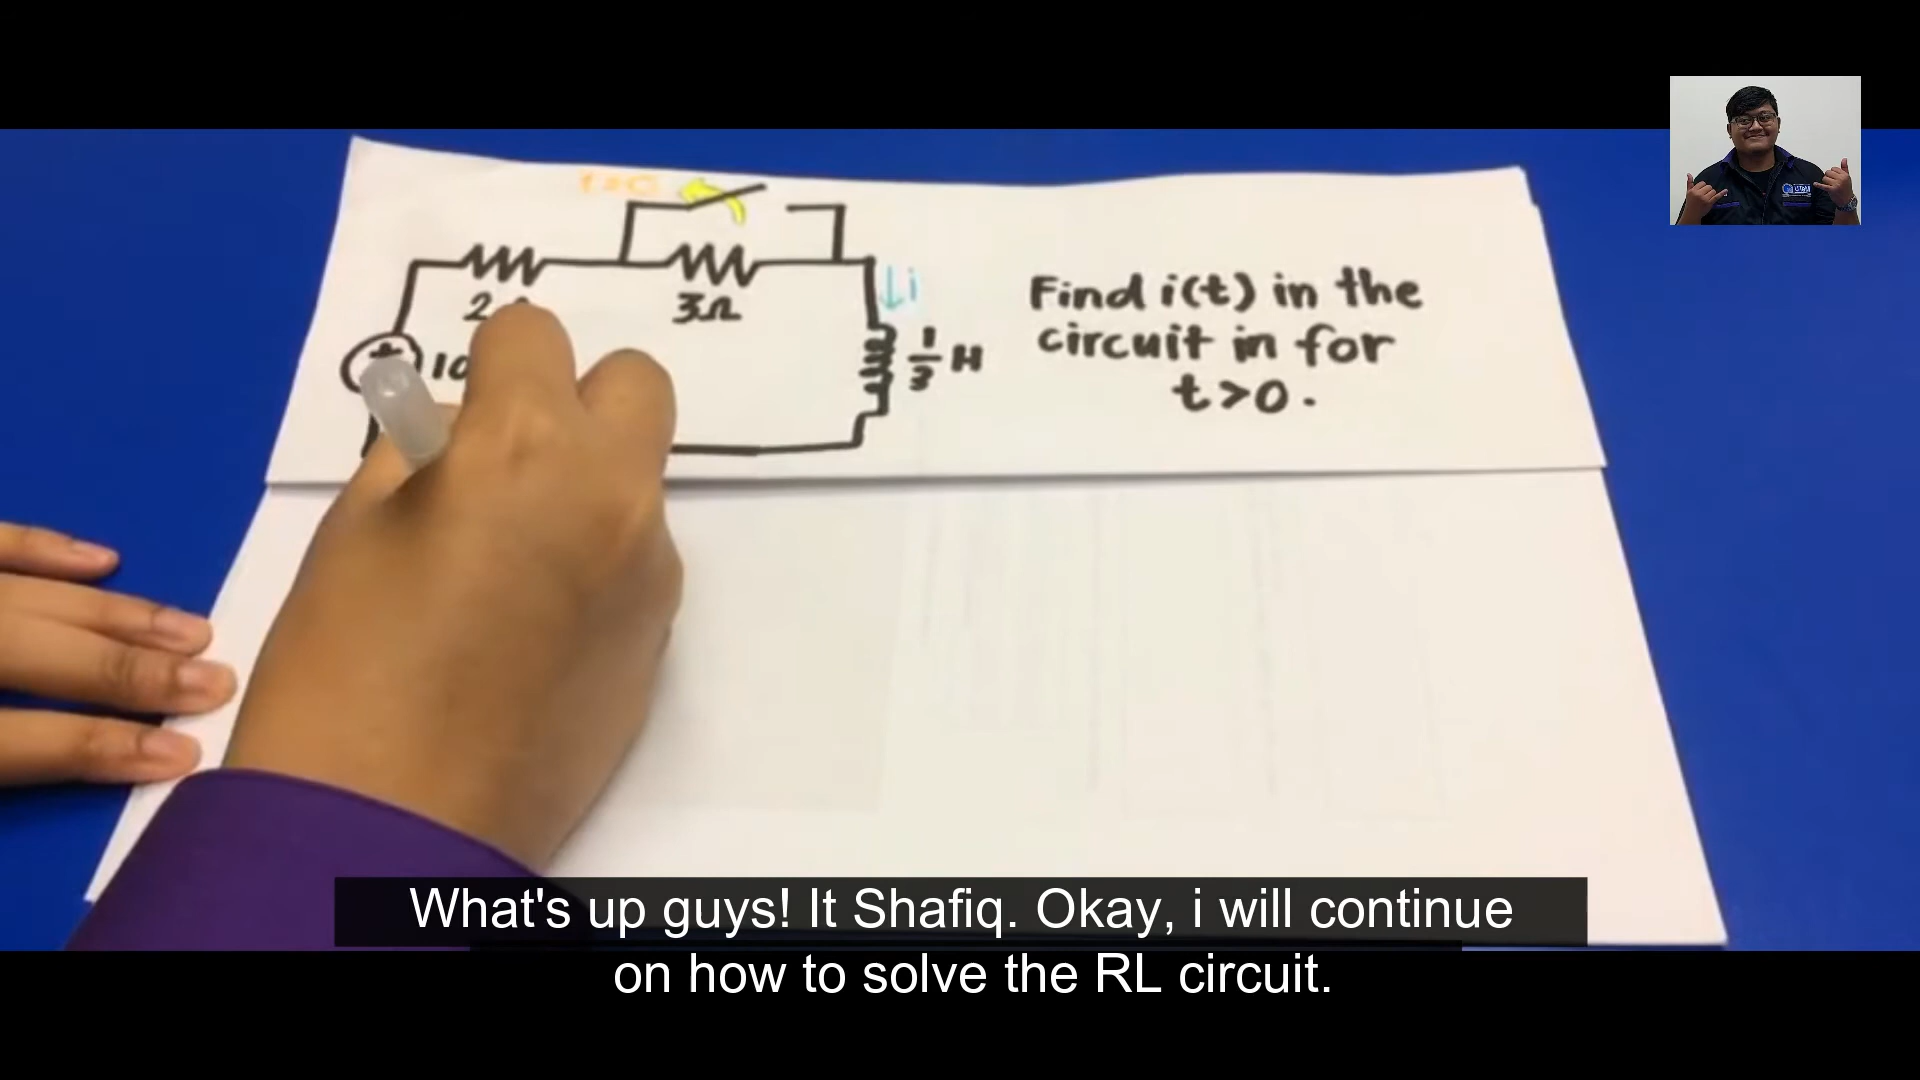 t=0
3Ω
i
10
1/3 H
Find i(t) in the
circuit in for
t>0.
What's up guys! It Shafiq. Okay, i will continue
on how to solve the RL circuit.